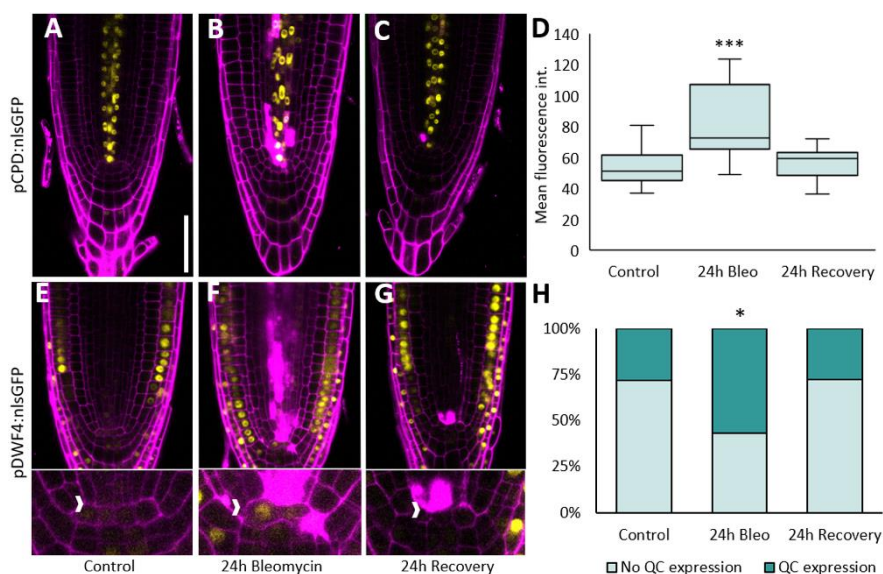 A
B
C
pCPD:nlsGFP
D
140
120
100
80
60
40
20
0
Mean fluorescence int.
***
Control
24h Bleo
24h Recovery
E
F
G
pDWF4:nlsGFP
Control
24h Bleomycin
24h Recovery
H
*
100%
75%
50%
25%
0%
Control
24h Bleo
24h Recovery
No QC expression
QC expression